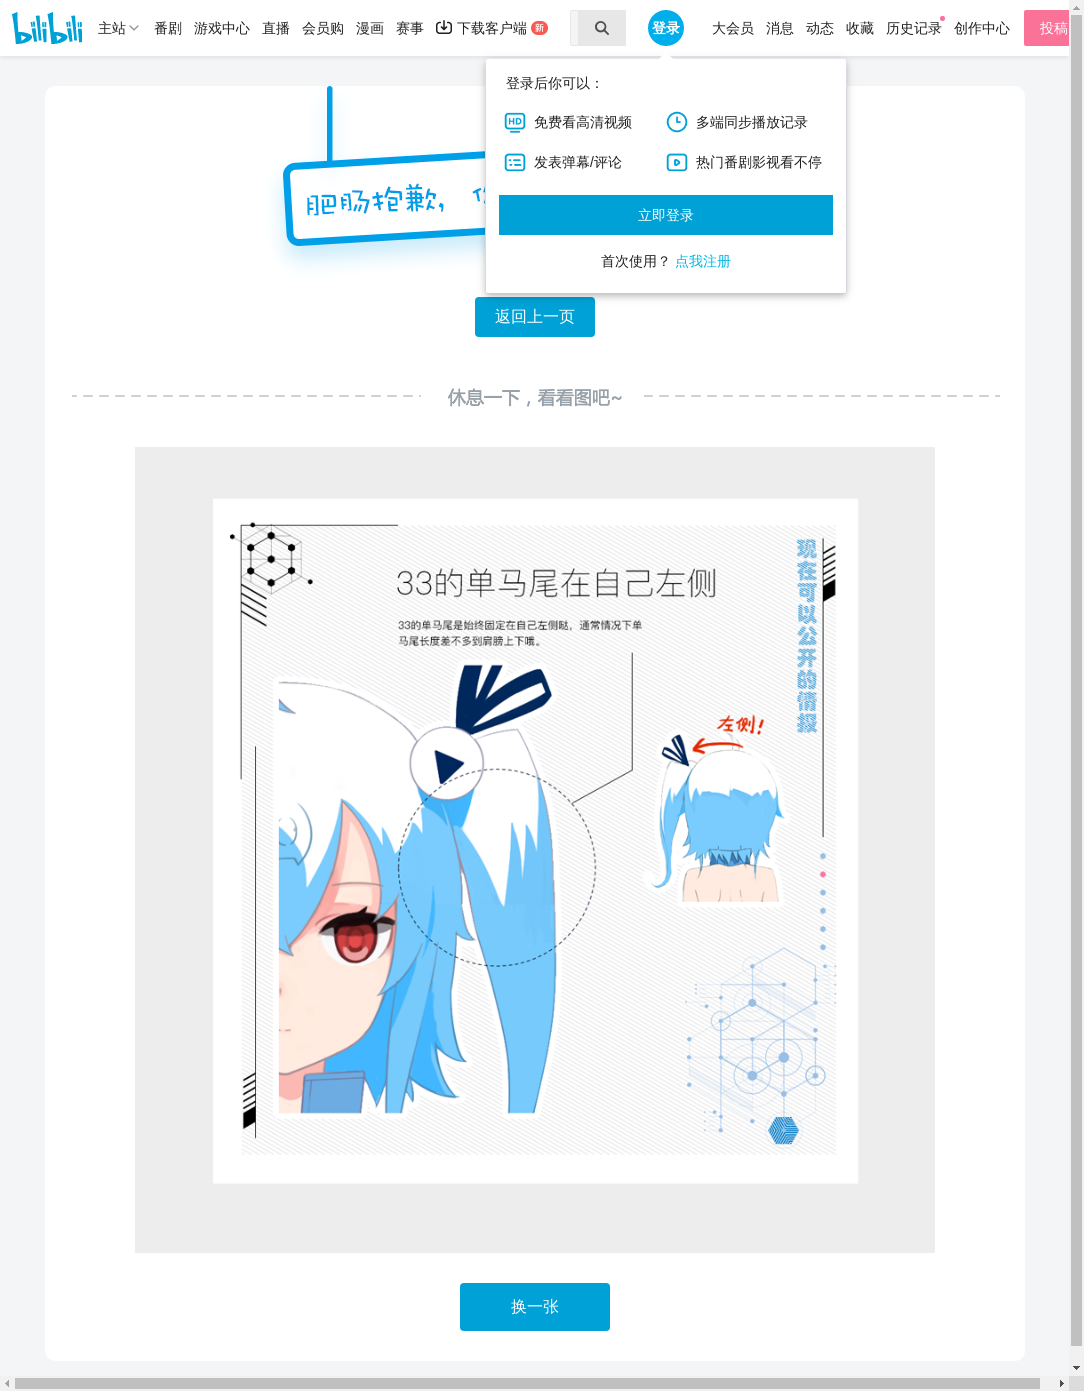 bilibili
主站
番剧
游戏中心
直播
会员购
漫画
赛事
下载客户端
新
登录
大会员
消息
动态
收藏
历史记录
创作中心
投稿
登录后你可以：
免费看高清视频
多端同步播放记录
HD
发表弹幕/评论
热门番剧影视看不停
立即登录
首次使用？ 点我注册
肥肠抱歉，
返回上一页
休息一下，看看图吧~
33的单马尾在自己左侧
33的单马尾是始终固定在自己左侧哒，通常情况下单
马尾长度差不多到肩膀上下哦。
现在可以公开的情报
左侧!
换一张